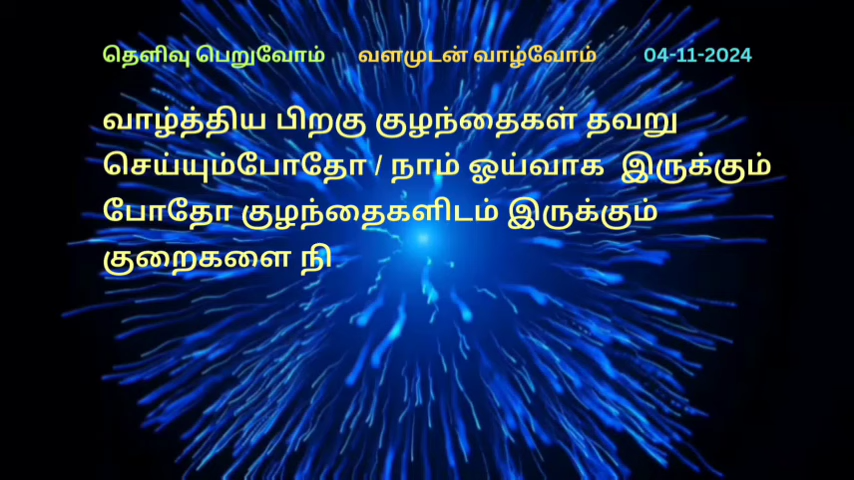 தெளிவு பெறுவோம் வளமுடன் வாழ்வோம் 04-11-2024
வாழ்த்திய பிறகு குழந்தைகள் தவறு
செய்யும்போதோ / நாம் ஓய்வாக இருக்கும்
போதோ குழந்தைகளிடம் இருக்கும்
குறைகளை நி